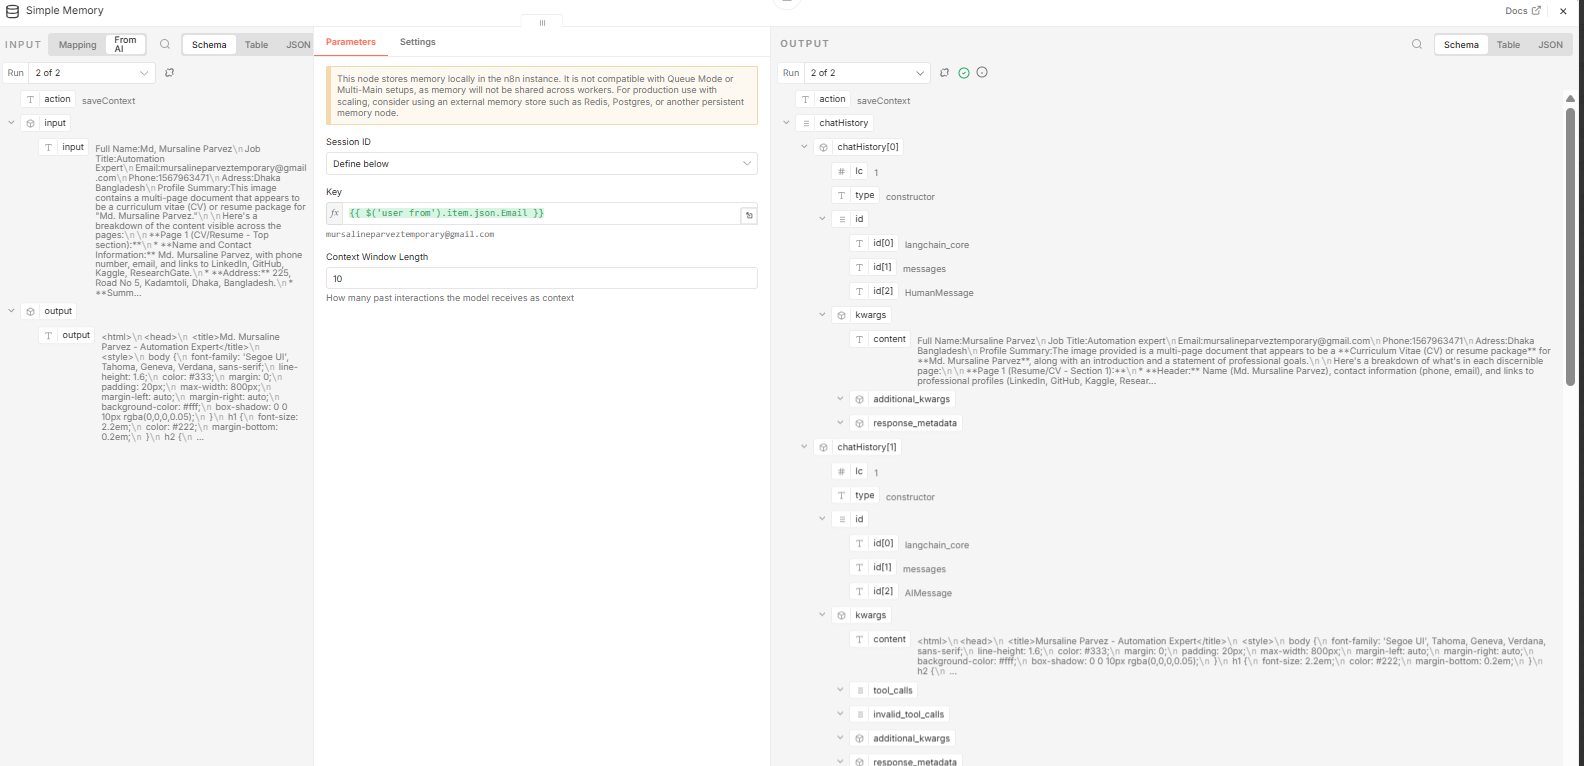 Simple Memory
Docs
INPUT
Mapping
From AI
Schema
Table
JSON
Run
2 of 2
action
saveContext
input
input
Full Name:Md, Mursaline Parvez\n Job
Title:Automation
Expert\n Email:mursalineparveztemporary@gmail
.com\n Phone:1567963471\n Adress:Dhaka
Bangladesh\n Profile Summary:This image
contains a multi-page document that appears to
be a curriculum vitae (CV) or resume package for
"Md. Mursaline Parvez."\n \n Here's a
breakdown of the content visible across the
pages:\n \n **Page 1 (CV/Resume - Top
section):**\n * **Name and Contact
Information:** Md. Mursaline Parvez, with phone
number, email, and links to LinkedIn, GitHub,
Kaggle, ResearchGate.\n * **Address:** 225,
Road No 5, Kadamtoli, Dhaka, Bangladesh.\n *
**Summ...
output
output
<html>\n <head>\n <title>Md. Mursaline
Parvez - Automation Expert</title>\n
<style>\n body {\n font-family: 'Segoe UI',
Tahoma, Geneva, Verdana, sans-serif;\n line-
height: 1.6;\n color: #333;\n margin: 0;\n
padding: 20px;\n max-width: 800px;\n
margin-left: auto;\n margin-right: auto;\n
background-color: #fff;\n box-shadow: 0 0
10px rgba(0,0,0,0.05);\n }\n h1 {\n font-size:
2.2em;\n color: #222;\n margin-bottom:
0.2em;\n }\n h2 {\n ...
Parameters
Settings
This node stores memory locally in the n8n instance. It is not compatible with Queue Mode or
Multi-Main setups, as memory will not be shared across workers. For production use with
scaling, consider using an external memory store such as Redis, Postgres, or another persistent
memory node.
Session ID
Define below
Key
fx {{ $('user from').item.json.Email }}
mursalineparveztemporary@gmail.com
Context Window Length
10
How many past interactions the model receives as context
OUTPUT
Schema
Table
JSON
Run
2 of 2
action
saveContext
chatHistory
chatHistory[0]
# lc 1
type constructor
id
id[0] langchain_core
id[1] messages
id[2] HumanMessage
kwargs
content
Full Name:Mursaline Parvez\n Job Title:Automation expert\n Email:mursalineparveztemporary@gmail.com\n Phone:1567963471\n Adress:Dhaka
Bangladesh\n Profile Summary:The image provided is a multi-page document that appears to be a **Curriculum Vitae (CV) or resume package** for
**Md. Mursaline Parvez**, along with an introduction and a statement of professional goals.\n \n Here's a breakdown of what's in each discernible
page:\n \n **Page 1 (Resume/CV - Section 1):**\n * **Header:** Name (Md. Mursaline Parvez), contact information (phone, email), and links to
professional profiles (LinkedIn, GitHub, Kaggle, Resear...
additional_kwargs
response_metadata
chatHistory[1]
# lc 1
type constructor
id
id[0] langchain_core
id[1] messages
id[2] AIMessage
kwargs
content
<html>\n <head>\n <title>Mursaline Parvez - Automation Expert</title>\n <style>\n body {\n font-family: 'Segoe UI', Tahoma, Geneva, Verdana,
sans-serif;\n line-height: 1.6;\n color: #333;\n margin: 0;\n padding: 20px;\n max-width: 800px;\n margin-left: auto;\n margin-right: auto;\n
background-color: #fff;\n box-shadow: 0 0 10px rgba(0,0,0,0.05);\n }\n h1 {\n font-size: 2.2em;\n color: #222;\n margin-bottom: 0.2em;\n }\n
h2 {\n ...
tool_calls
invalid_tool_calls
additional_kwargs
response_metadata